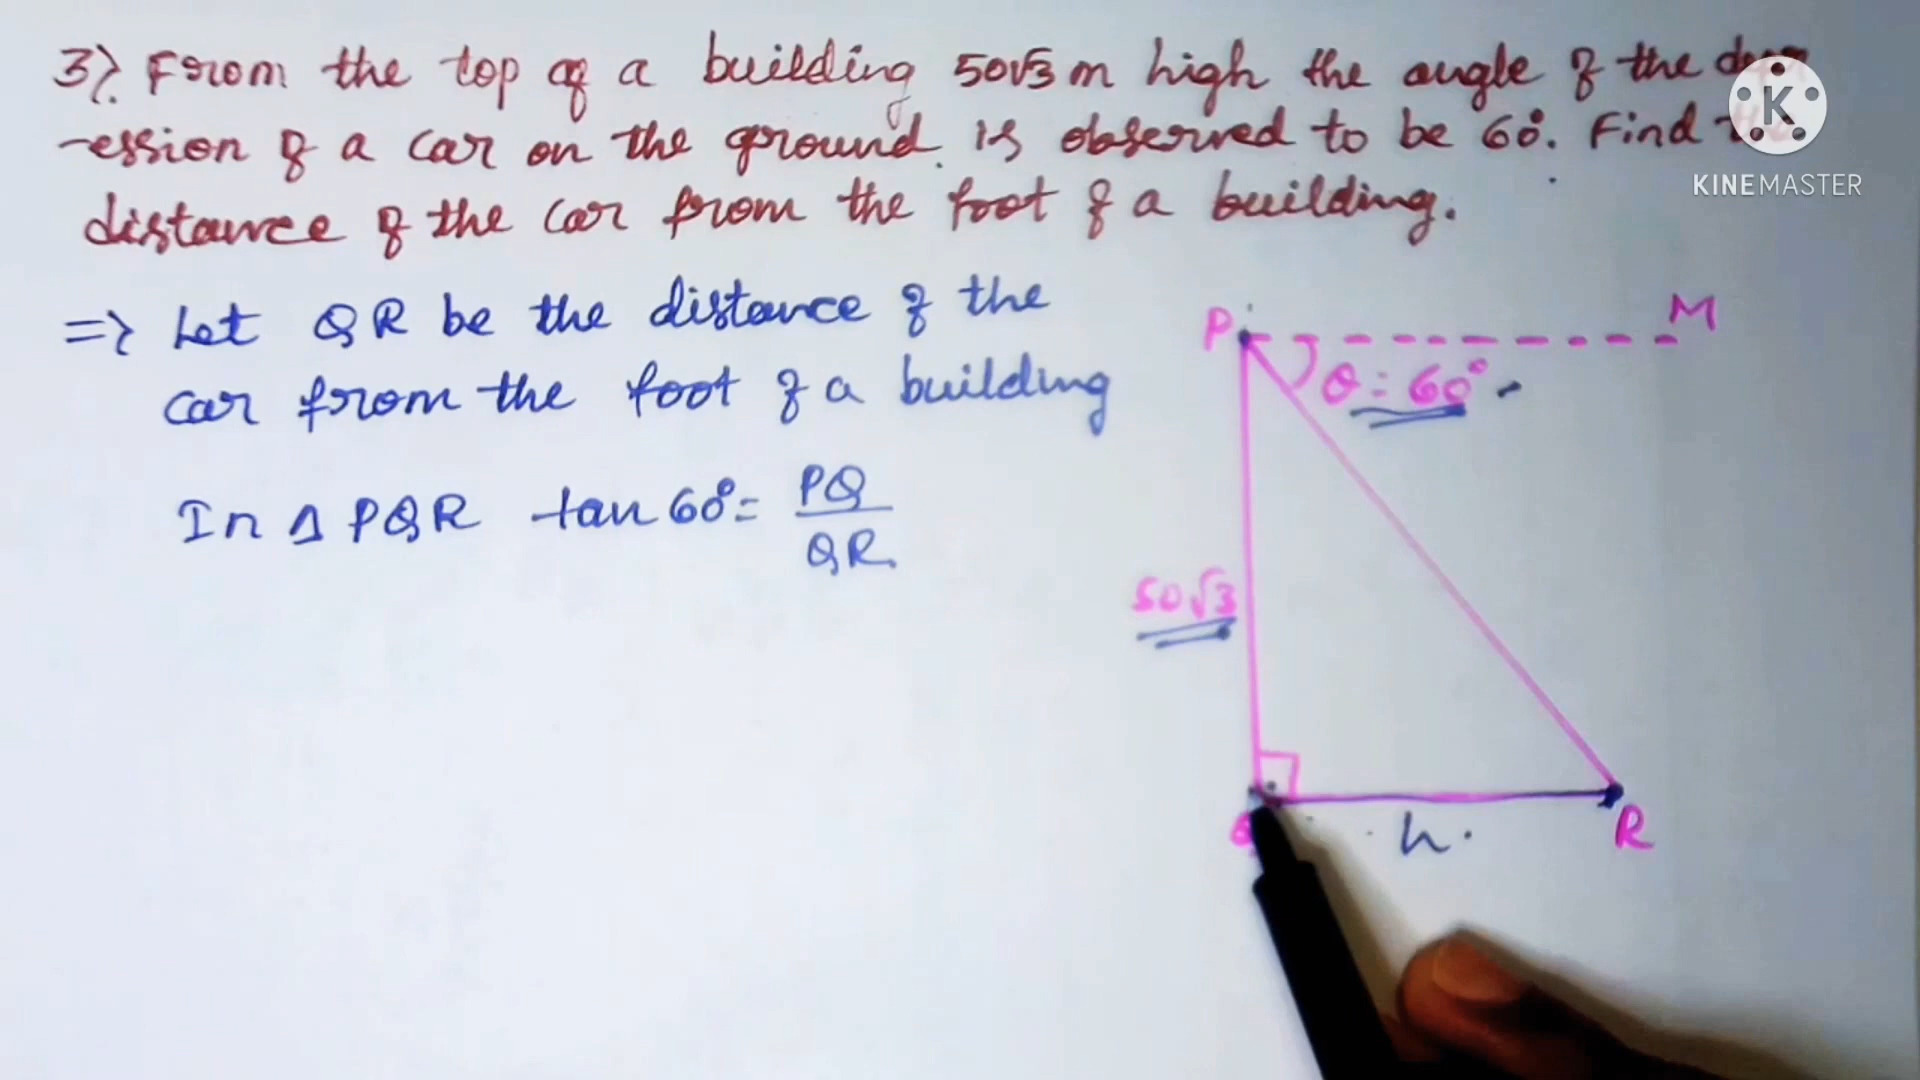 3). From the top of a building 50√3 m high the angle of the depr
-ession of a car on the ground is observed to be 60°. Find the
distance of the car from the foot of a building.
K
KINEMASTER
=> Let QR be the distance of the
car from the foot of a building
In Δ PQR tan 60° = PQ
QR
P
M
θ = 60°
50√3
h
R